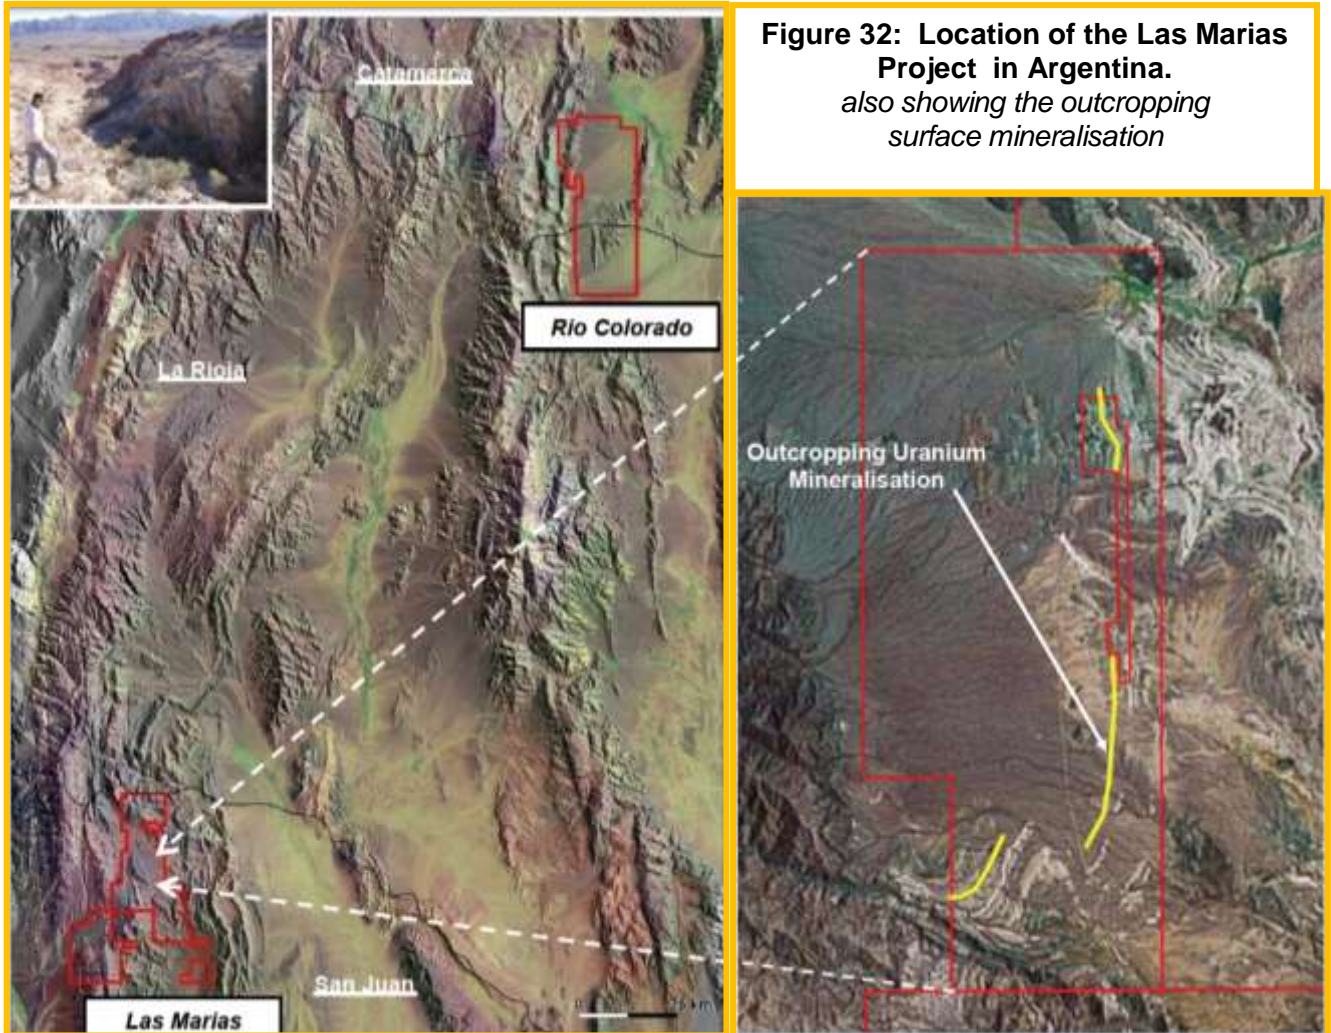 Figure 32: Location of the Las Marias
Project in Argentina.
also showing the outcropping
surface mineralisation
Catamarca
Rio Colorado
La Rioja
Outcropping Uranium
Mineralisation
San Juan
Las Marias
km